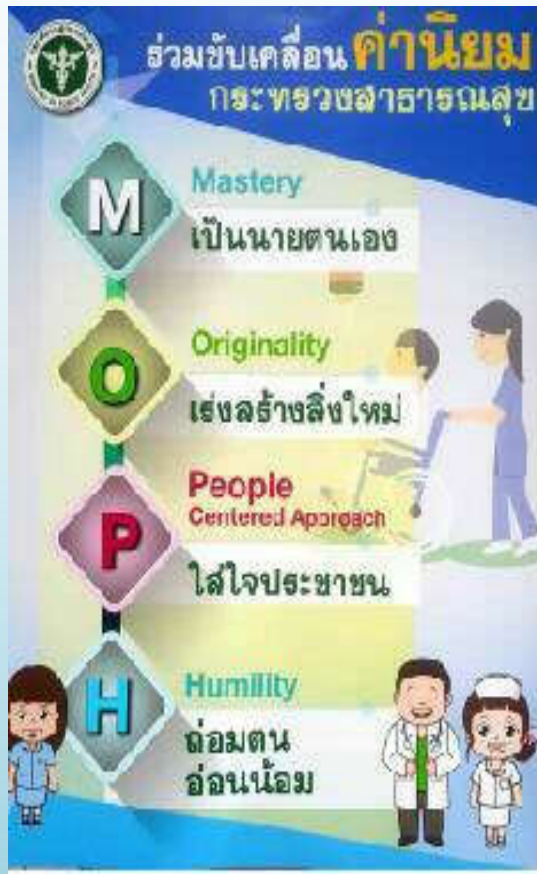 ร่วมขับเคลื่อนค่านิยม
กระทรวงสาธารณสุข
M
Mastery
เป็นนายตนเอง
O
Originality
เร่งสร้างสิ่งใหม่
P
People
Centered Approach
ใส่ใจประชาชน
H
Humility
ถ่อมตน
อ่อนน้อม